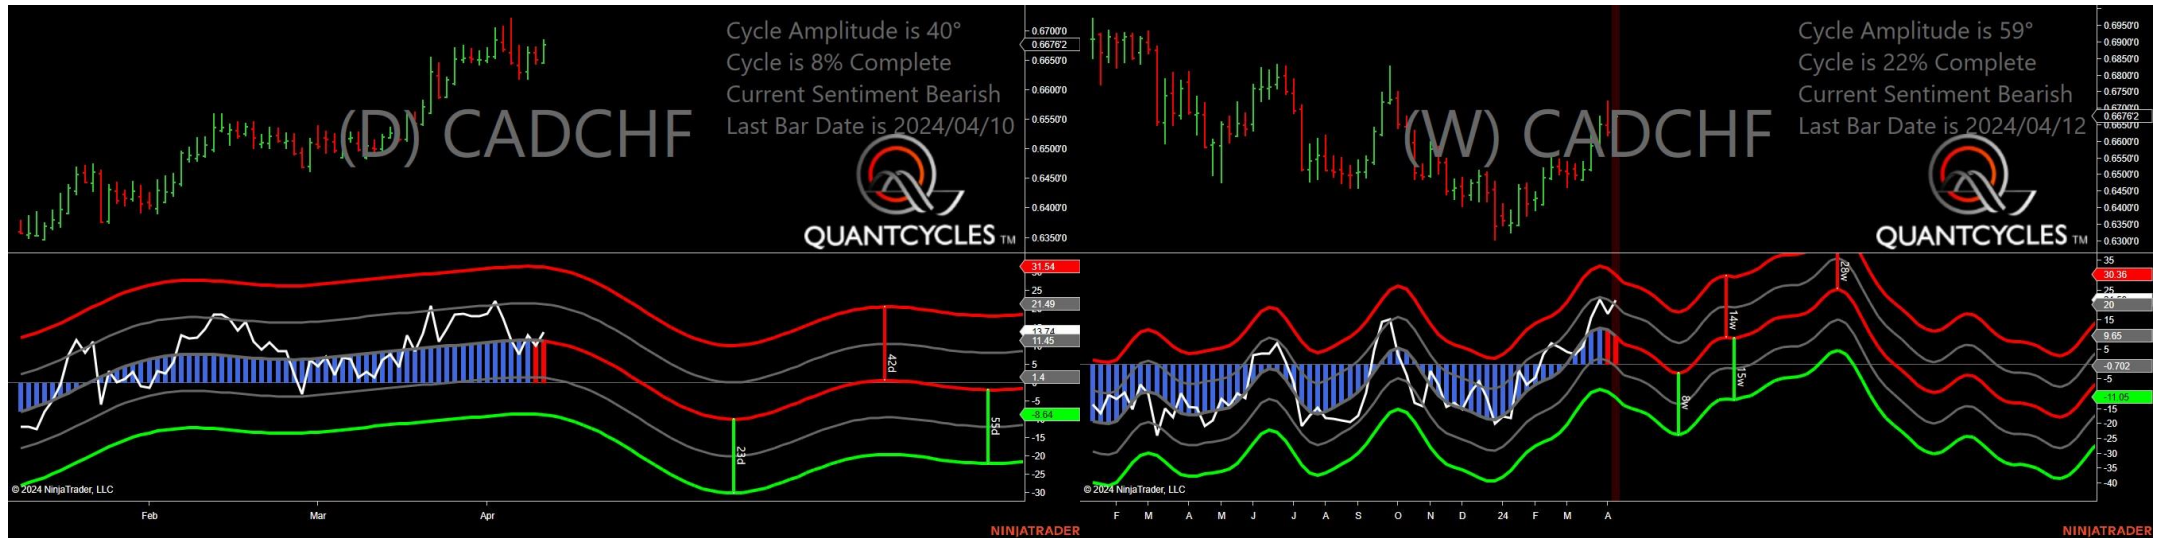 Cycle Amplitude is 40°
Cycle is 8% Complete
Current Sentiment Bearish
Last Bar Date is 2024/04/10
(D) CADCHF
QUANTCYCLES TM
0.6700'0
0.6676'2
0.6650'0
0.6600'0
0.6550'0
0.6500'0
0.6450'0
0.6400'0
0.6350'0
31.54
25
21.49
13.74
11.45
5
1.4
-5
-8.64
-15
-20
-25
-30
42d
55d
23d
© 2024 NinjaTrader, LLC
Feb Mar Apr
NINJATRADER
Cycle Amplitude is 59°
Cycle is 22% Complete
Current Sentiment Bearish
Last Bar Date is 2024/04/12
(W) CADCHF
QUANTCYCLES TM
0.6950'0
0.6900'0
0.6850'0
0.6800'0
0.6750'0
0.6700'0
0.6676'2
0.6650'0
0.6600'0
0.6550'0
0.6500'0
0.6450'0
0.6400'0
0.6350'0
0.6300'0
35
30.36
25
20
15
9.65
5
-0.702
-5
-11.05
-15
-20
-25
-30
-35
-40
28w
14w
15w
8w
© 2024 NinjaTrader, LLC
F M A M J J A S O N D 24 F M A
NINJATRADER